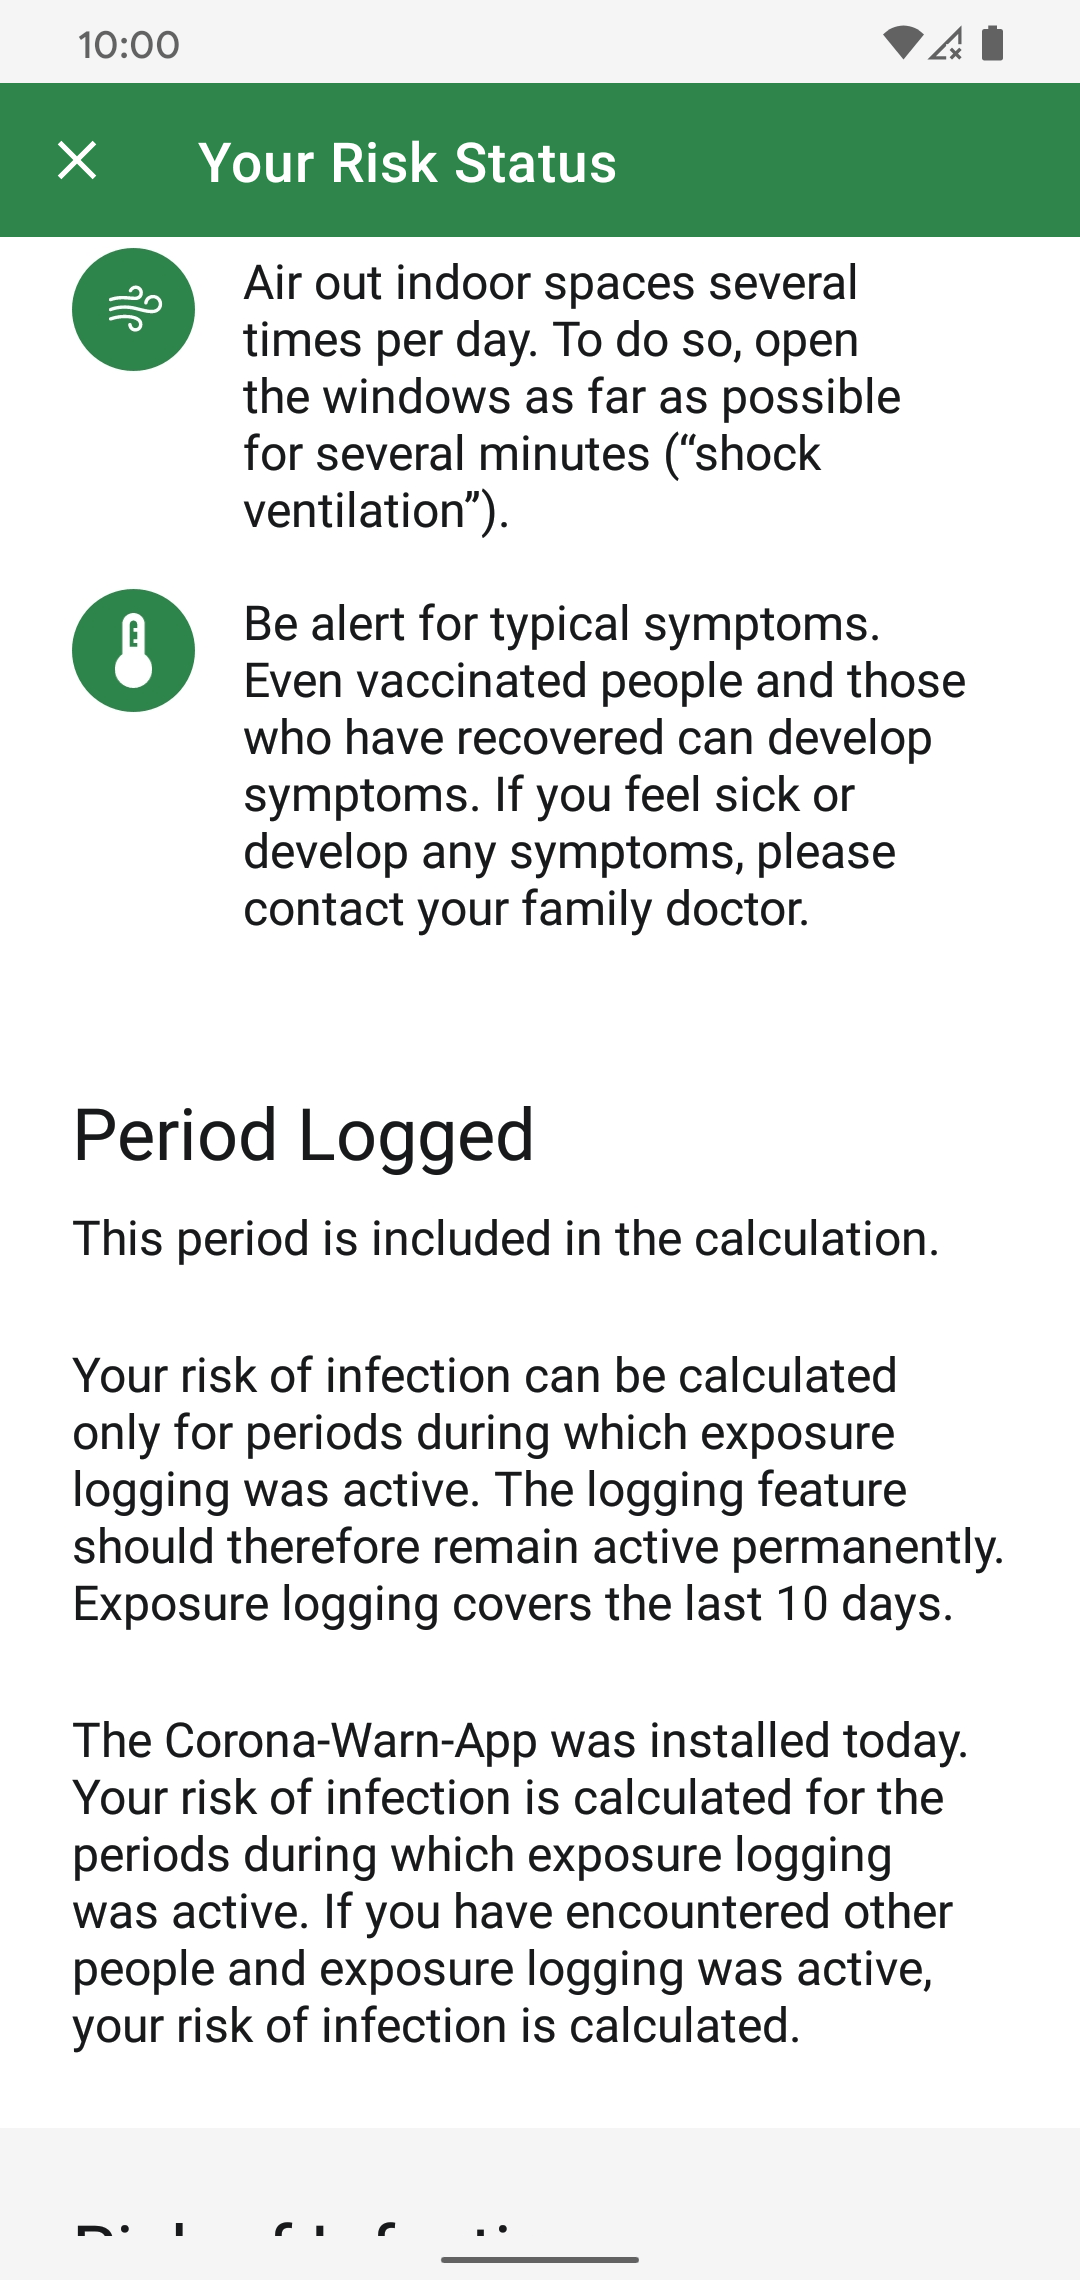 10:00
Your Risk Status
Air out indoor spaces several
times per day. To do so, open
the windows as far as possible
for several minutes (“shock
ventilation”).
Be alert for typical symptoms.
Even vaccinated people and those
who have recovered can develop
symptoms. If you feel sick or
develop any symptoms, please
contact your family doctor.
Period Logged
This period is included in the calculation.
Your risk of infection can be calculated
only for periods during which exposure
logging was active. The logging feature
should therefore remain active permanently.
Exposure logging covers the last 10 days.
The Corona-Warn-App was installed today.
Your risk of infection is calculated for the
periods during which exposure logging
was active. If you have encountered other
people and exposure logging was active,
your risk of infection is calculated.